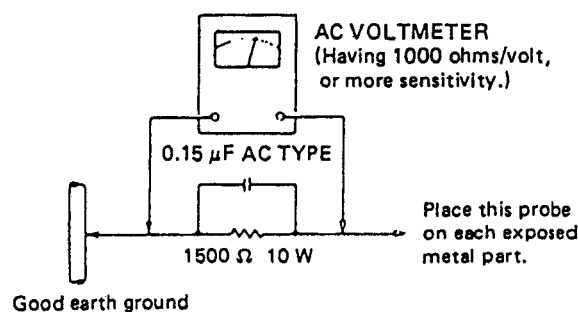 AC VOLTMETER
(Having 1000 ohms/volt,
or more sensitivity.)
0.15 μF AC TYPE
1500 Ω 10 W
Place this probe
on each exposed
metal part.
Good earth ground